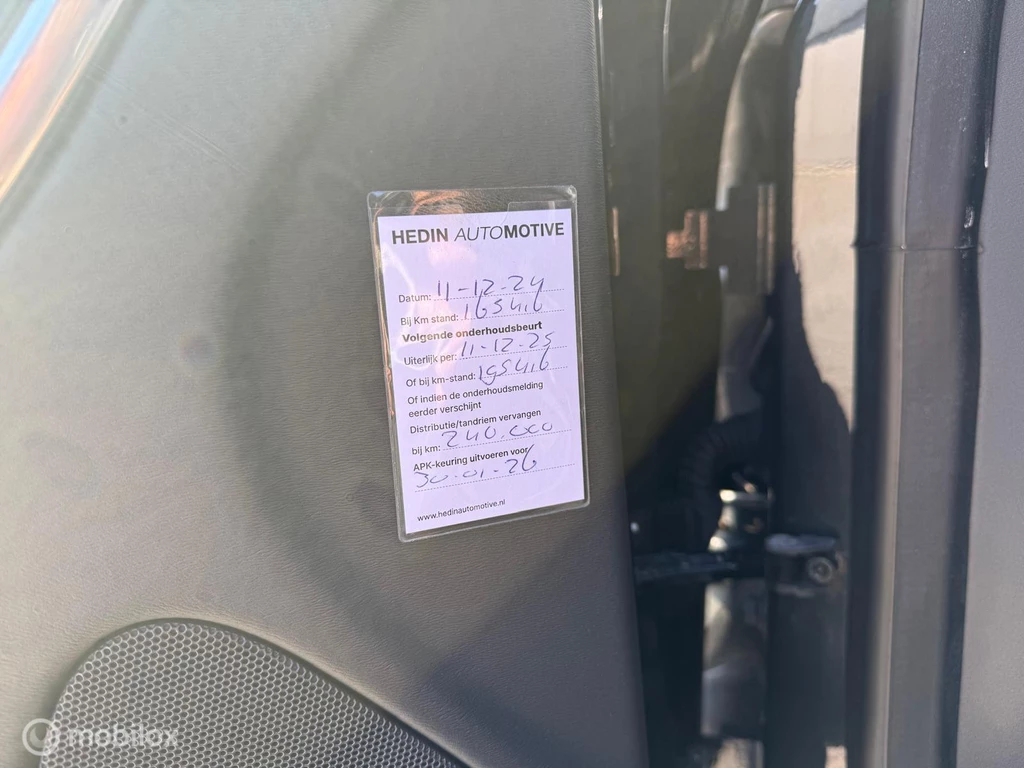 HEDIN AUTOMOTIVE
Datum: 11-12-24
Bij Km stand: 165416
Volgende onderhoudsbeurt
Uiterlijk per: 11-12-25
Of bij km-stand: 195416
Of indien de onderhoudsmelding
eerder verschijnt
Distributie/tandriem vervangen
bij km: 240.000
APK-keuring uitvoeren voor
30-01-26
www.hedinautomotive.nl
mobilox